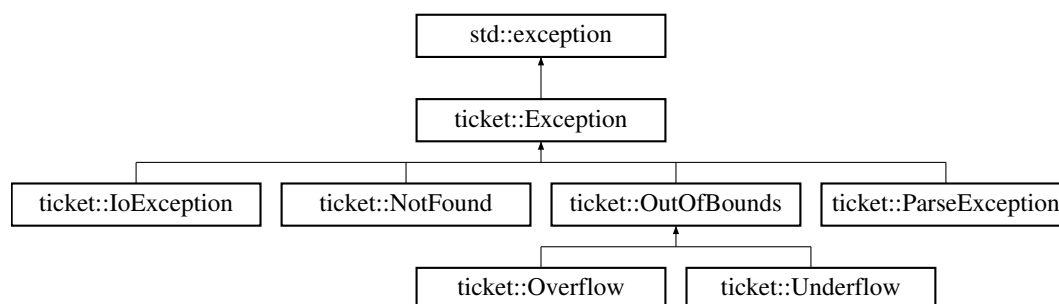 std::exception
ticket::Exception
ticket::IoException ticket::NotFound ticket::OutOfBounds ticket::ParseException
ticket::Overflow ticket::Underflow